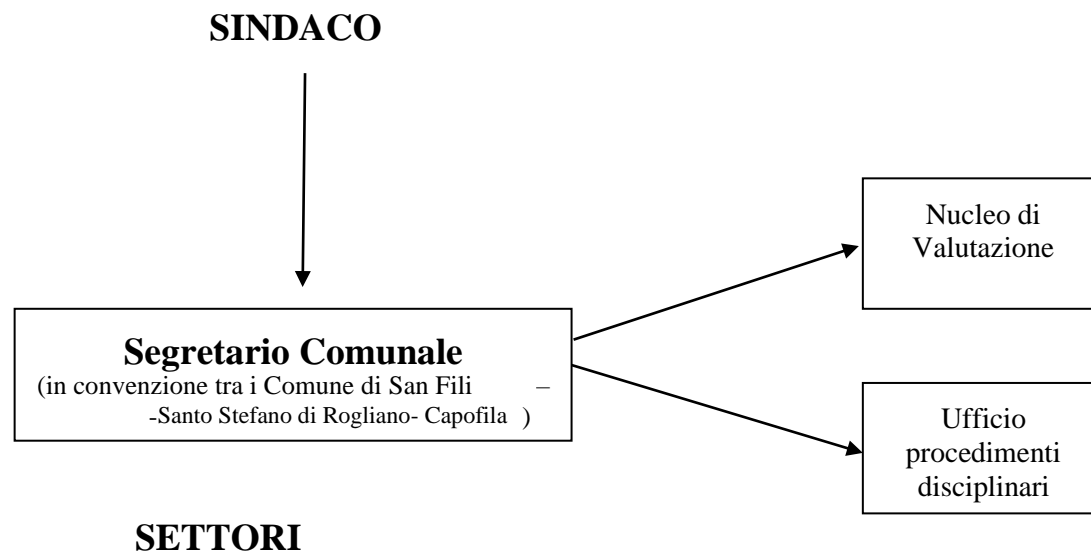 SINDACO
Nucleo di
Valutazione
Segretario Comunale
(in convenzione tra i Comune di San Fili –
-Santo Stefano di Rogliano- Capofila )
Ufficio
procedimenti
disciplinari
SETTORI